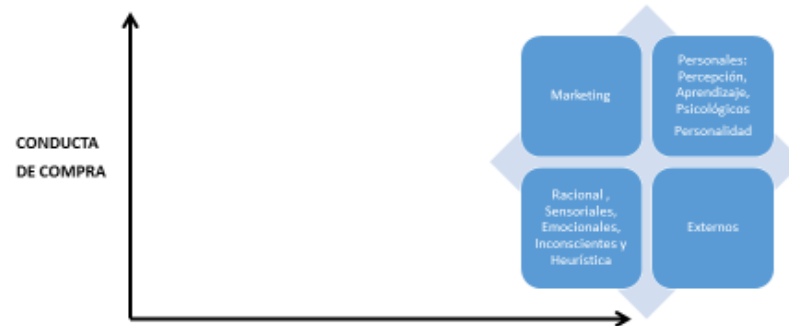 CONDUCTA
DE COMPRA
Marketing
Personales:
Percepción,
Aprendizaje,
Psicológicos
Personalidad
Racional ,
Sensoriales,
Emocionales,
Inconscientes y
Heurística
Externos